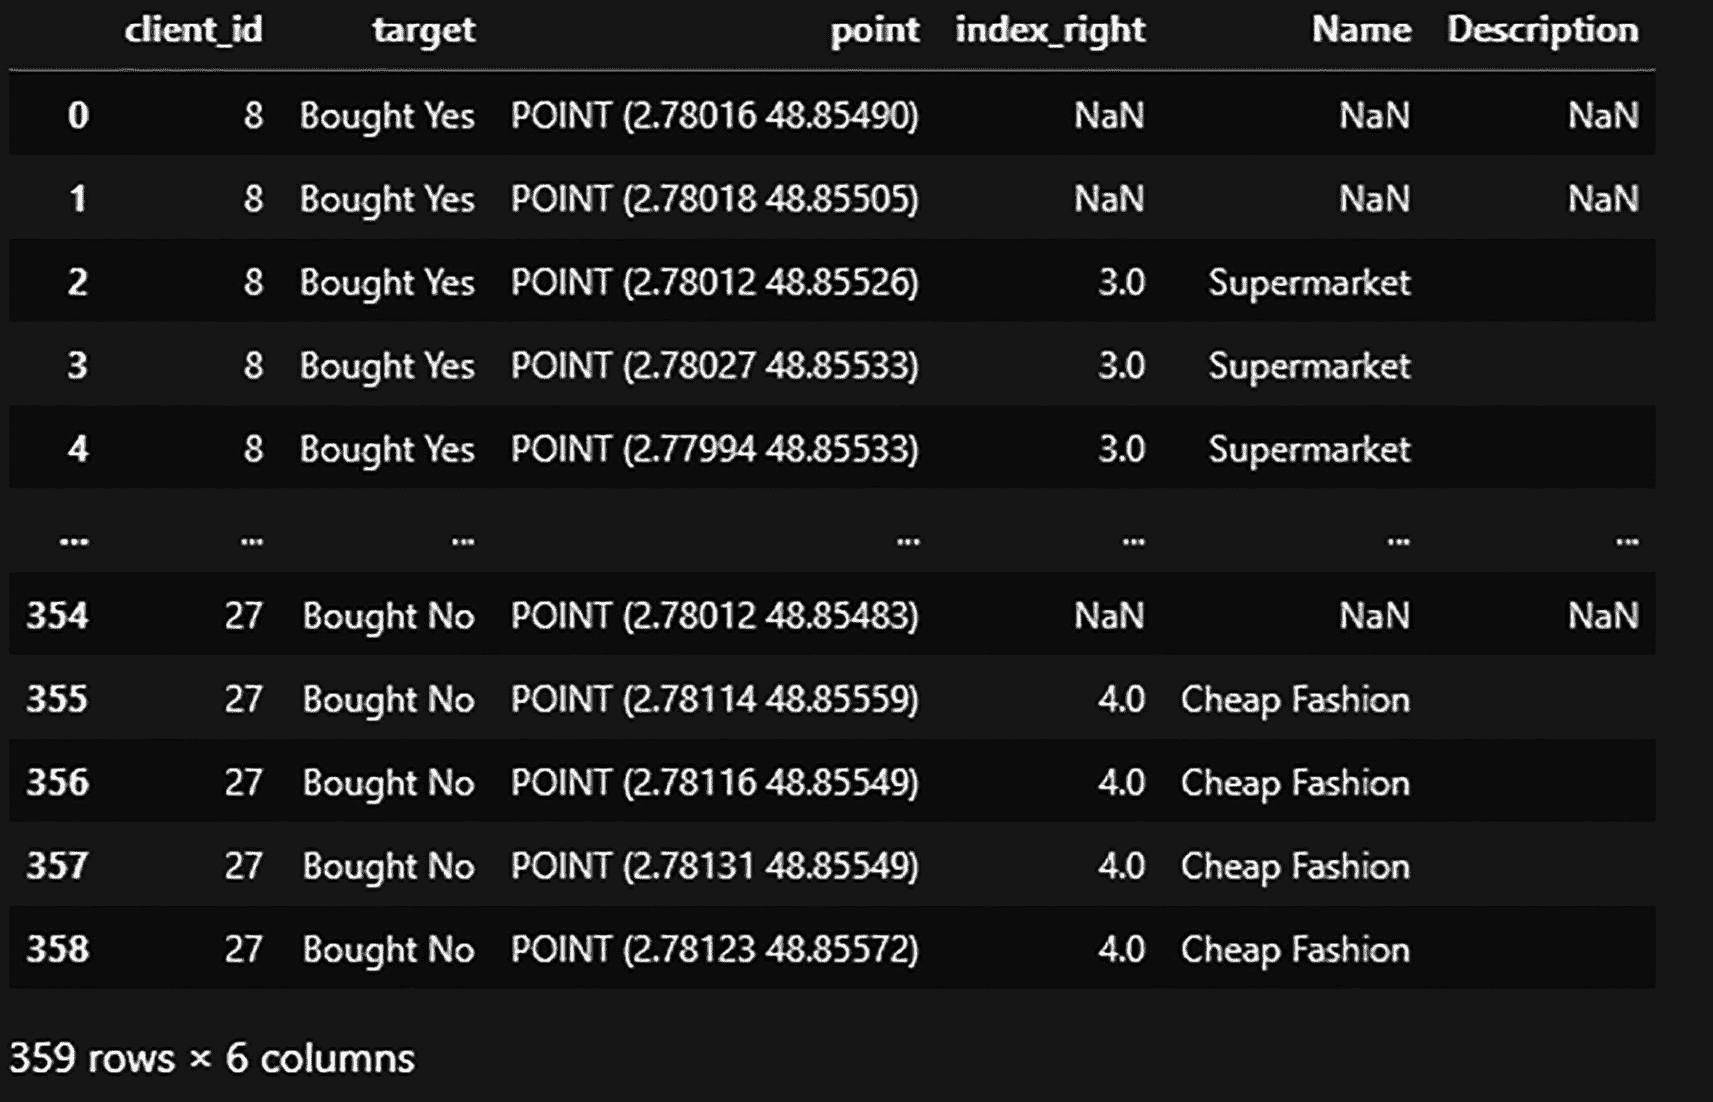 client_id target point index_right Name Description
0 8 Bought Yes POINT (2.78016 48.85490) NaN NaN NaN
1 8 Bought Yes POINT (2.78018 48.85505) NaN NaN NaN
2 8 Bought Yes POINT (2.78012 48.85526) 3.0 Supermarket
3 8 Bought Yes POINT (2.78027 48.85533) 3.0 Supermarket
4 8 Bought Yes POINT (2.77994 48.85533) 3.0 Supermarket
... ... ... ... ... ... ...
354 27 Bought No POINT (2.78012 48.85483) NaN NaN NaN
355 27 Bought No POINT (2.78114 48.85559) 4.0 Cheap Fashion
356 27 Bought No POINT (2.78116 48.85549) 4.0 Cheap Fashion
357 27 Bought No POINT (2.78131 48.85549) 4.0 Cheap Fashion
358 27 Bought No POINT (2.78123 48.85572) 4.0 Cheap Fashion
359 rows × 6 columns